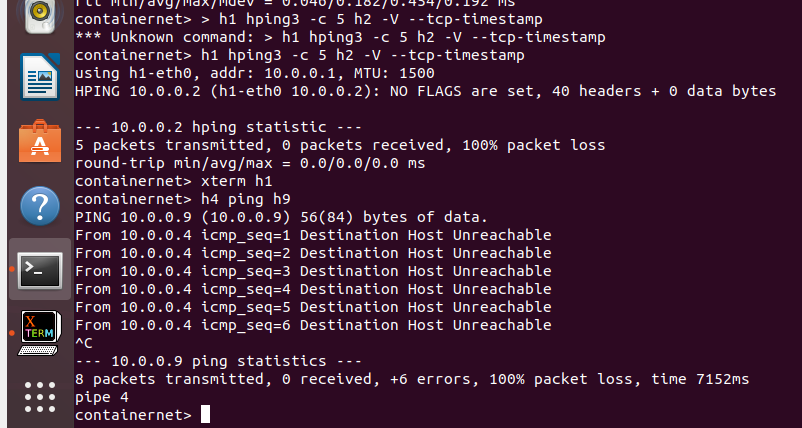 rtt min/avg/max/mdev = 0.046/0.182/0.454/0.192 ms
containernet> > h1 hping3 -c 5 h2 -V --tcp-timestamp
*** Unknown command: > h1 hping3 -c 5 h2 -V --tcp-timestamp
containernet> h1 hping3 -c 5 h2 -V --tcp-timestamp
using h1-eth0, addr: 10.0.0.1, MTU: 1500
HPING 10.0.0.2 (h1-eth0 10.0.0.2): NO FLAGS are set, 40 headers + 0 data bytes
--- 10.0.0.2 hping statistic ---
5 packets transmitted, 0 packets received, 100% packet loss
round-trip min/avg/max = 0.0/0.0/0.0 ms
containernet> xterm h1
containernet> h4 ping h9
PING 10.0.0.9 (10.0.0.9) 56(84) bytes of data.
From 10.0.0.4 icmp_seq=1 Destination Host Unreachable
From 10.0.0.4 icmp_seq=2 Destination Host Unreachable
From 10.0.0.4 icmp_seq=3 Destination Host Unreachable
From 10.0.0.4 icmp_seq=4 Destination Host Unreachable
From 10.0.0.4 icmp_seq=5 Destination Host Unreachable
From 10.0.0.4 icmp_seq=6 Destination Host Unreachable
^C
--- 10.0.0.9 ping statistics ---
8 packets transmitted, 0 received, +6 errors, 100% packet loss, time 7152ms
pipe 4
containernet>
X
TERM